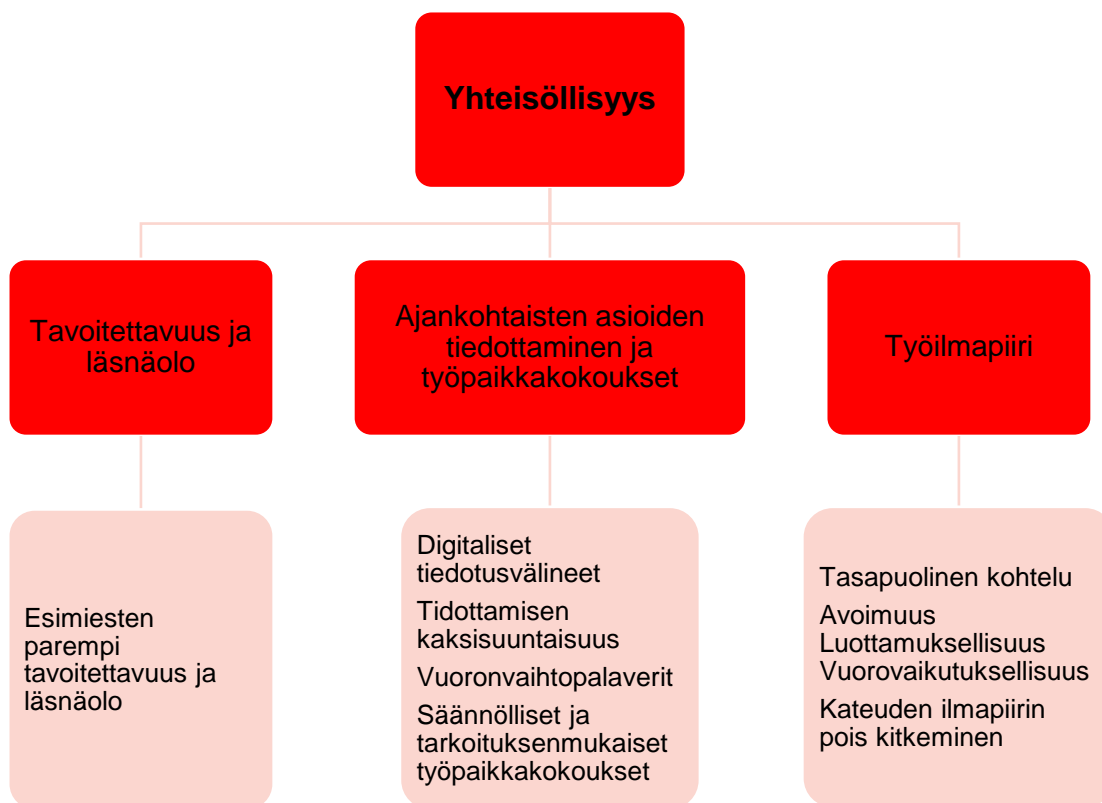 Yhteisöllisyys
Tavoitettavuus ja
läsnäolo
Ajankohtaisten asioiden
tiedottaminen ja
työpaikkakokoukset
Työilmapiiri
Esimiesten
parempi
tavoitettavuus ja
läsnäolo
Digitaliset
tiedotusvälineet
Tidottamisen
kaksisuuntaisuus
Vuoronvaihtopalaverit
Säännölliset ja
tarkoituksenmukaiset
työpaikkakokoukset
Tasapuolinen kohtelu
Avoimuus
Luottamuksellisuus
Vuorovaikutuksellisuus
Kateuden ilmapiirin
pois kitkeminen